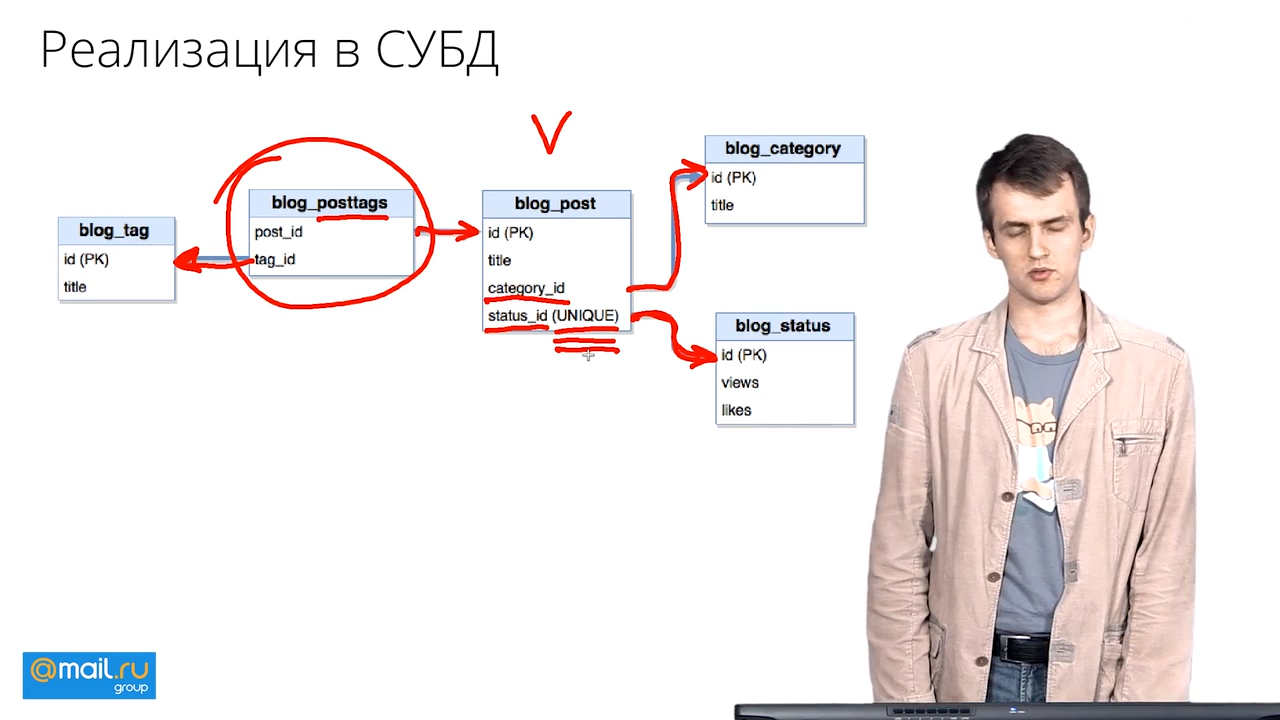 Реализация в СУБД
blog_tag
id (PK)
title
blog_posttags
post_id
tag_id
blog_post
id (PK)
title
category_id
status_id (UNIQUE)
blog_category
id (PK)
title
blog_status
id (PK)
views
likes
@mail.ru
group